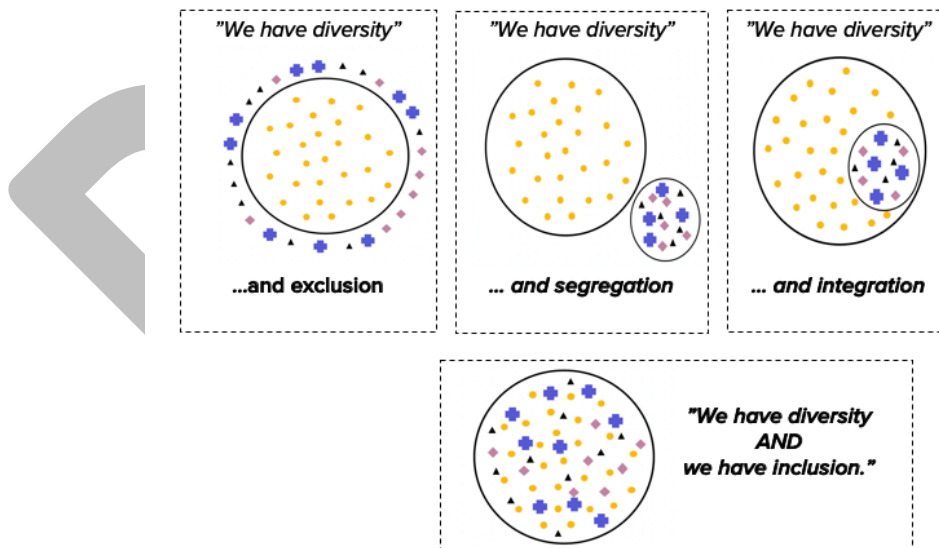 ”We have diversity”
”We have diversity”
”We have diversity”
...and exclusion
... and segregation
... and integration
”We have diversity
AND
we have inclusion.”